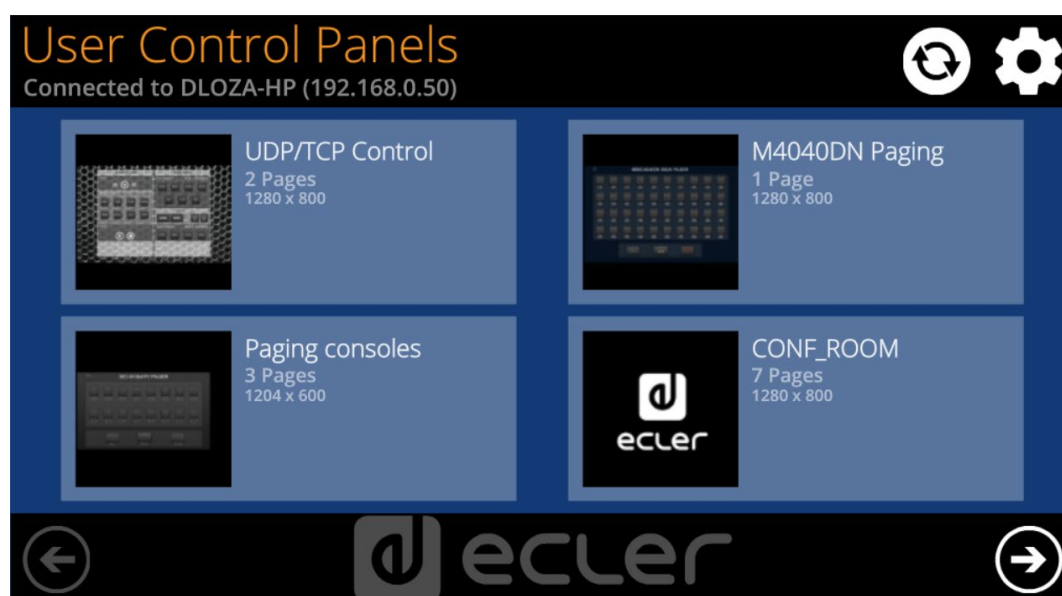 User Control Panels
Connected to DLOZA-HP (192.168.0.50)
UDP/TCP Control
2 Pages
1280 x 800
M4040DN Paging
1 Page
1280 x 800
Paging consoles
3 Pages
1204 x 600
ecler
CONF_ROOM
7 Pages
1280 x 800
ecler